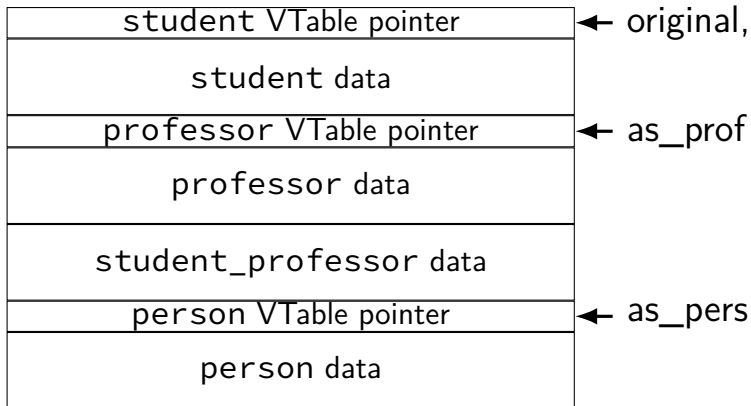 student VTable pointer original,
student data
professor VTable pointer as_prof
professor data
student_professor data
person VTable pointer as_pers
person data